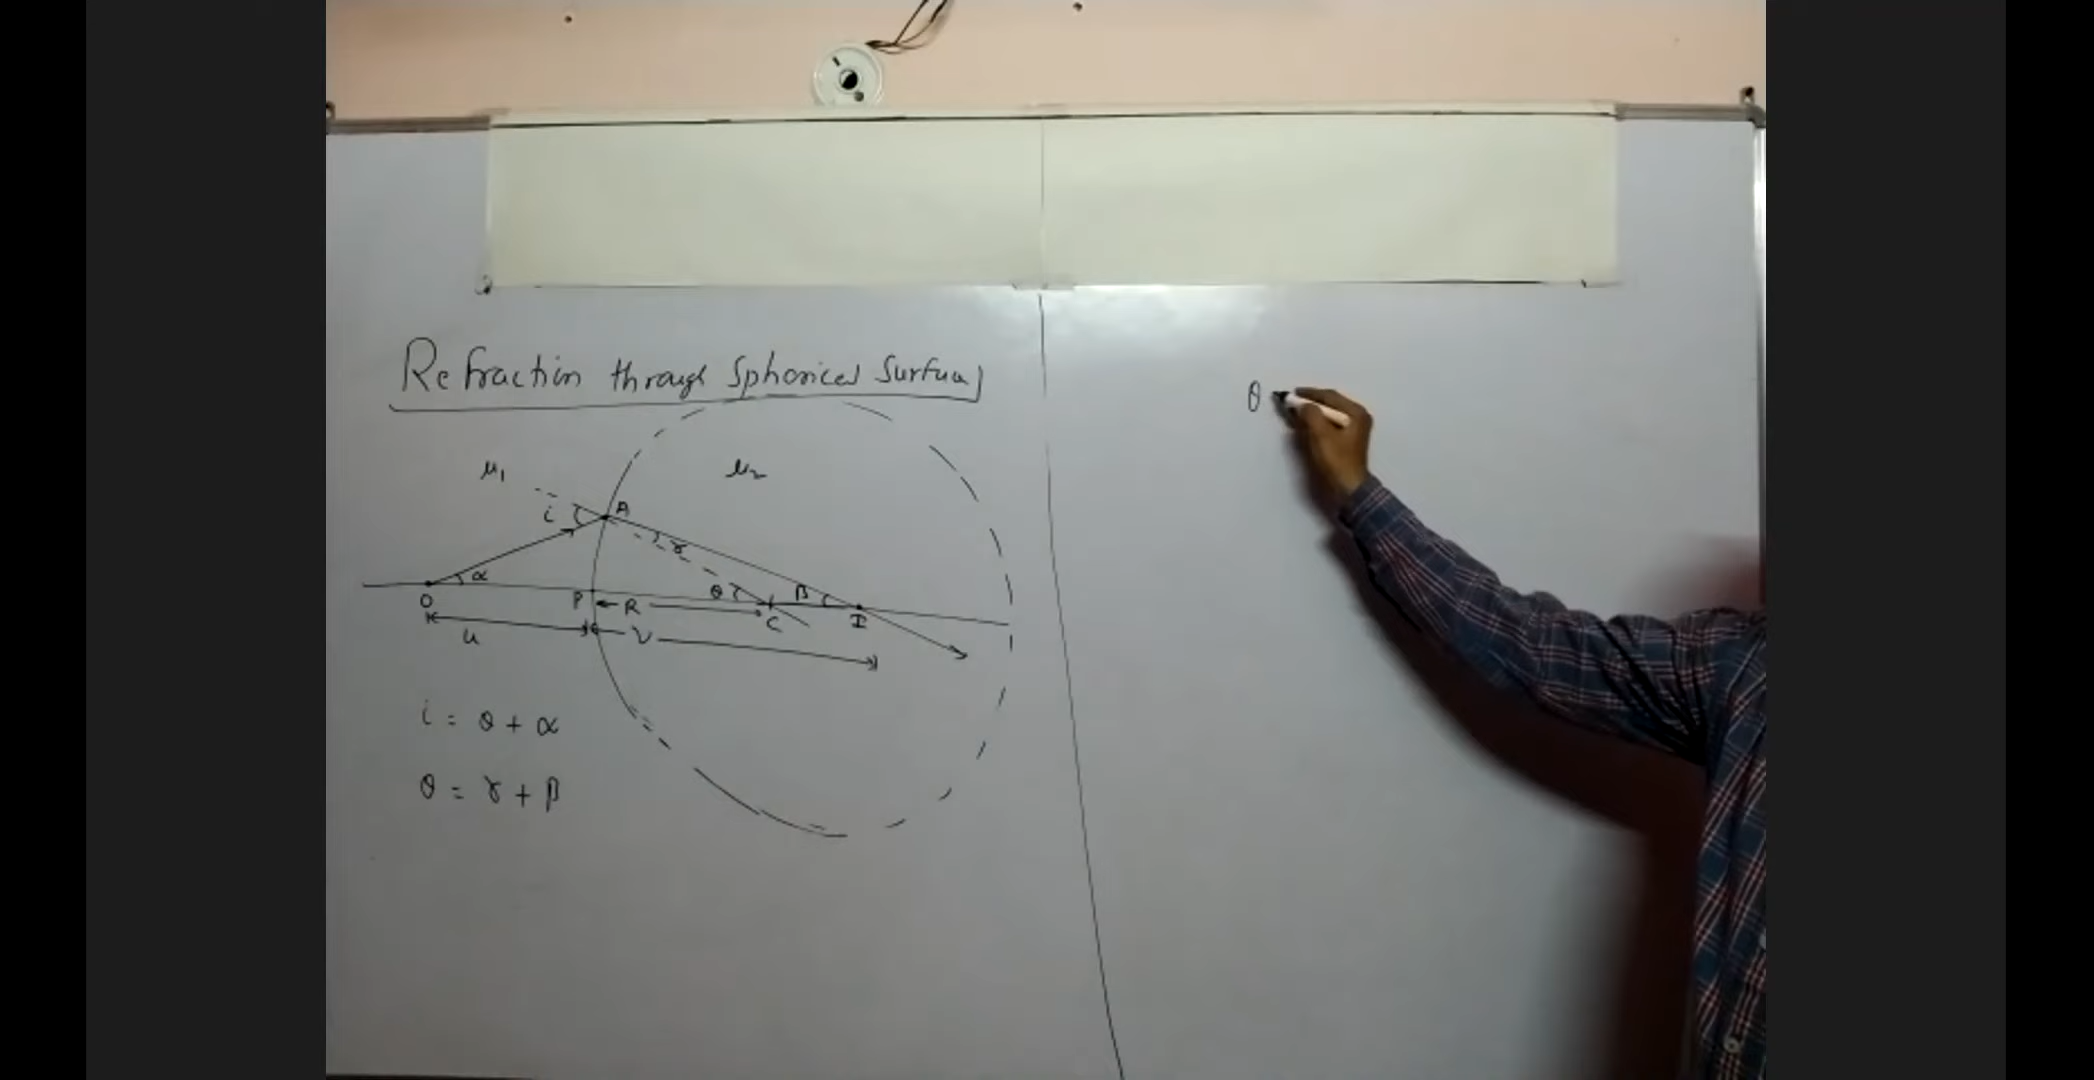 Refraction through Spherical Surface
μ₁ μ₂
i A
r
α θ β
O P R C I
u v
i = θ + α
θ = r + β
θ